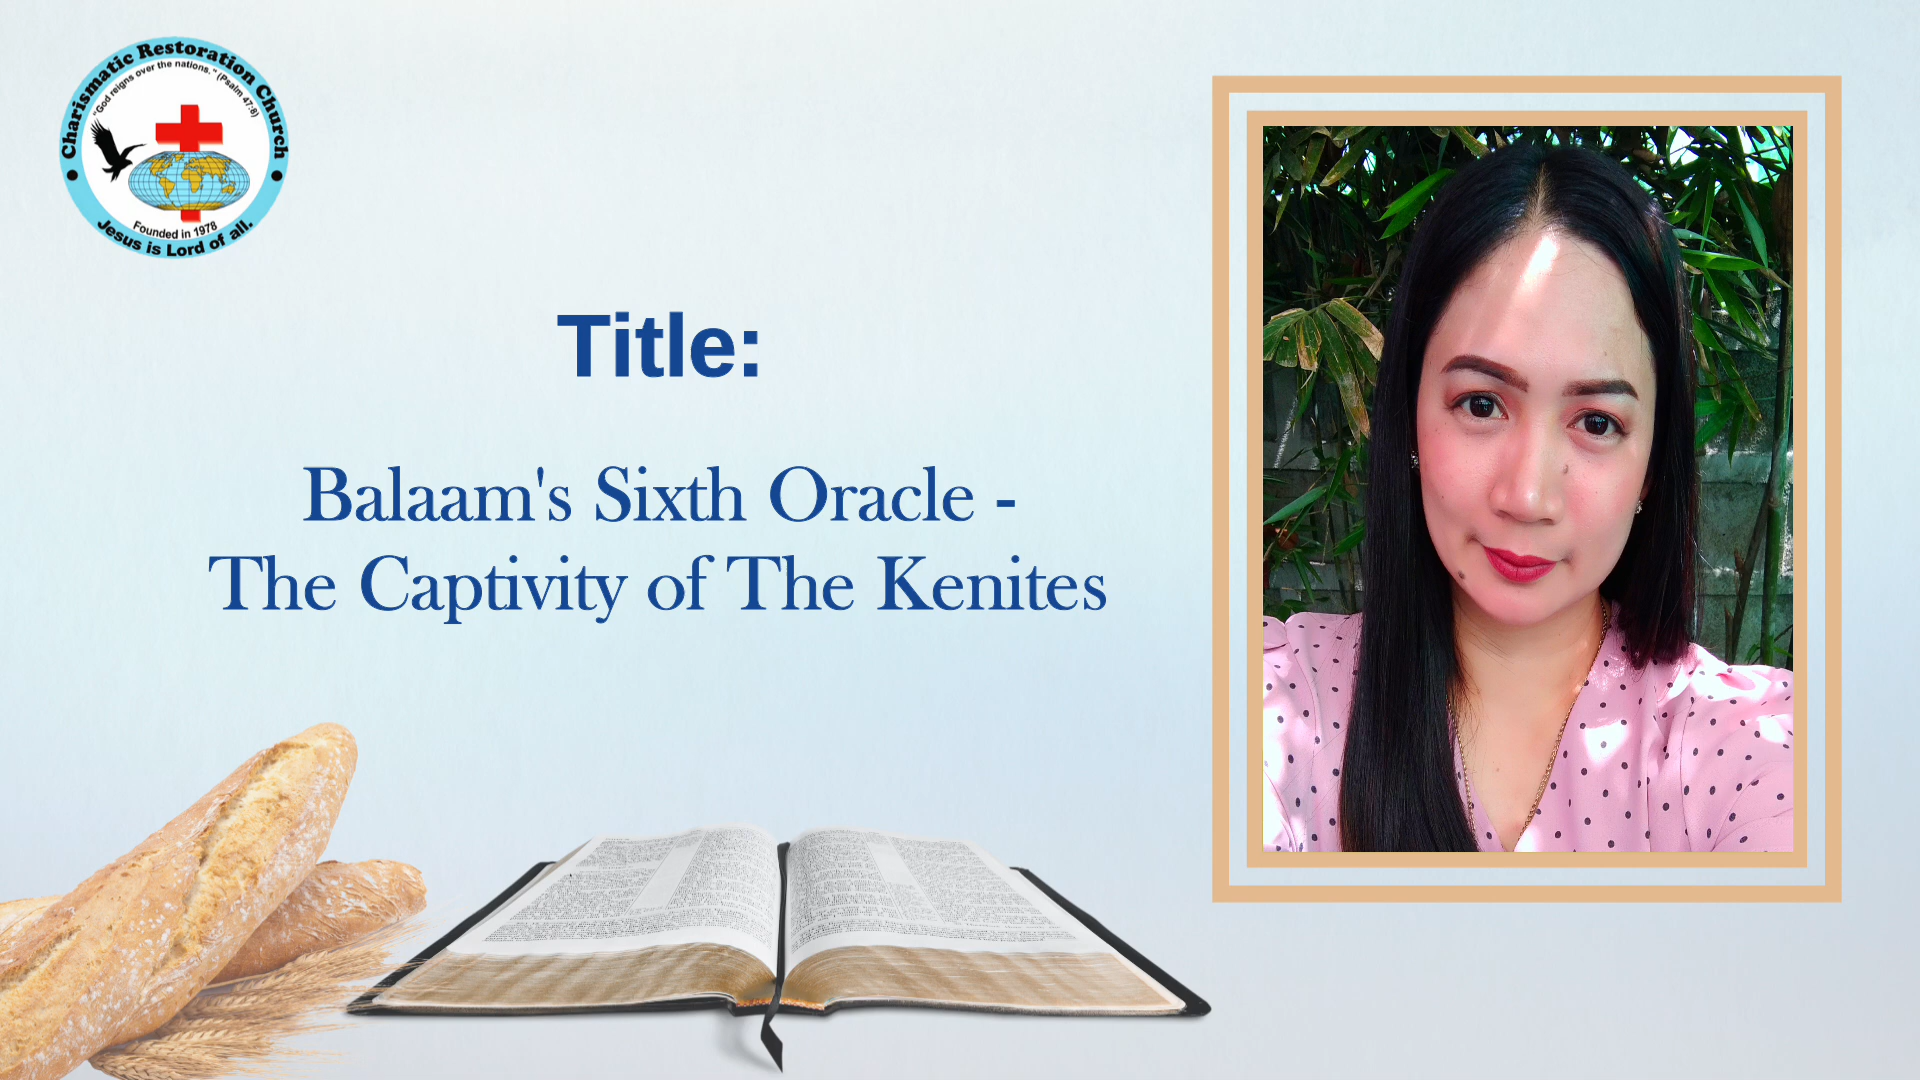 Charismatic Restoration Church
"God reigns over the nations." (Psalm 47:8)
Founded in 1978
Jesus is Lord of all.
Title:
Balaam's Sixth Oracle -
The Captivity of The Kenites